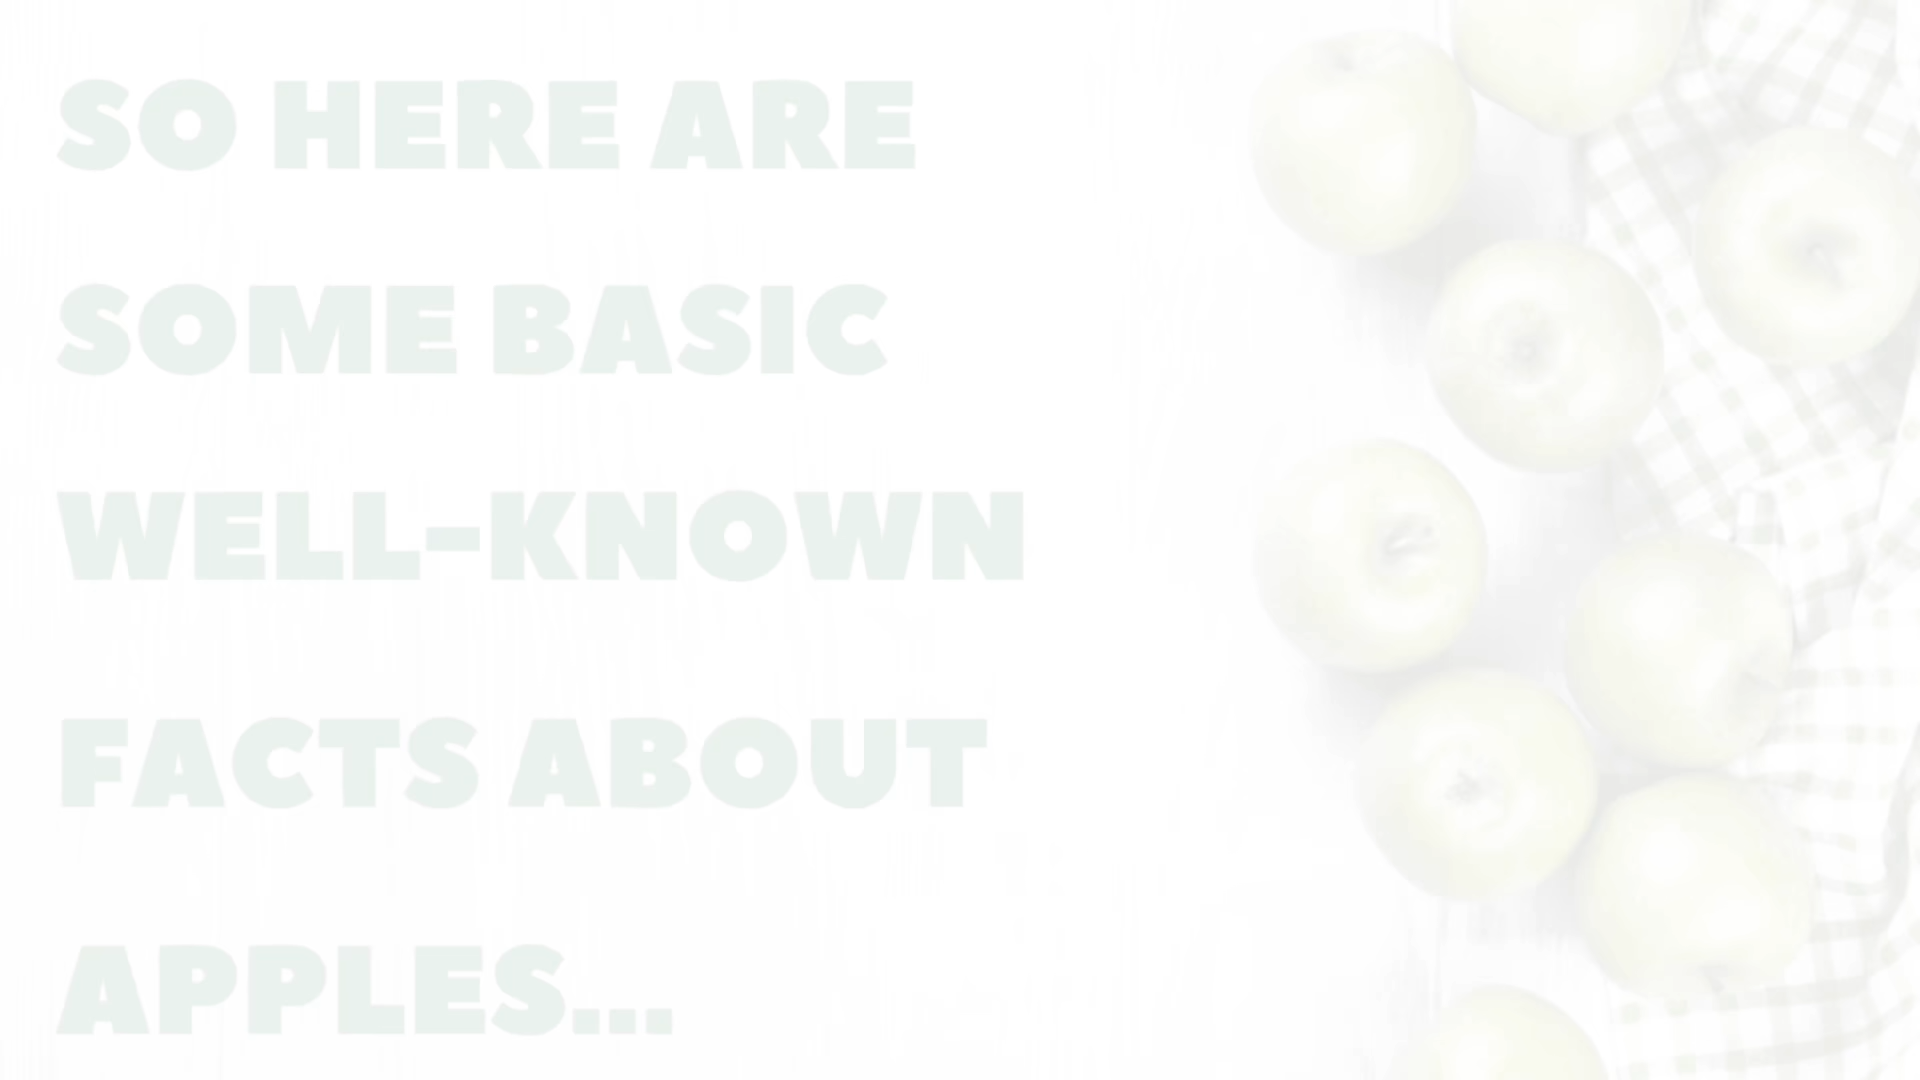 SO HERE ARE
SOME BASIC
WELL-KNOWN
FACTS ABOUT
APPLES...